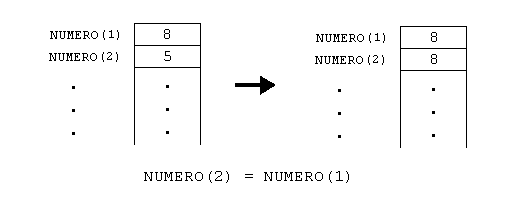 NUMERO(1) 8
NUMERO(2) 5
NUMERO(1) 8
NUMERO(2) 8
NUMERO(2) = NUMERO(1)